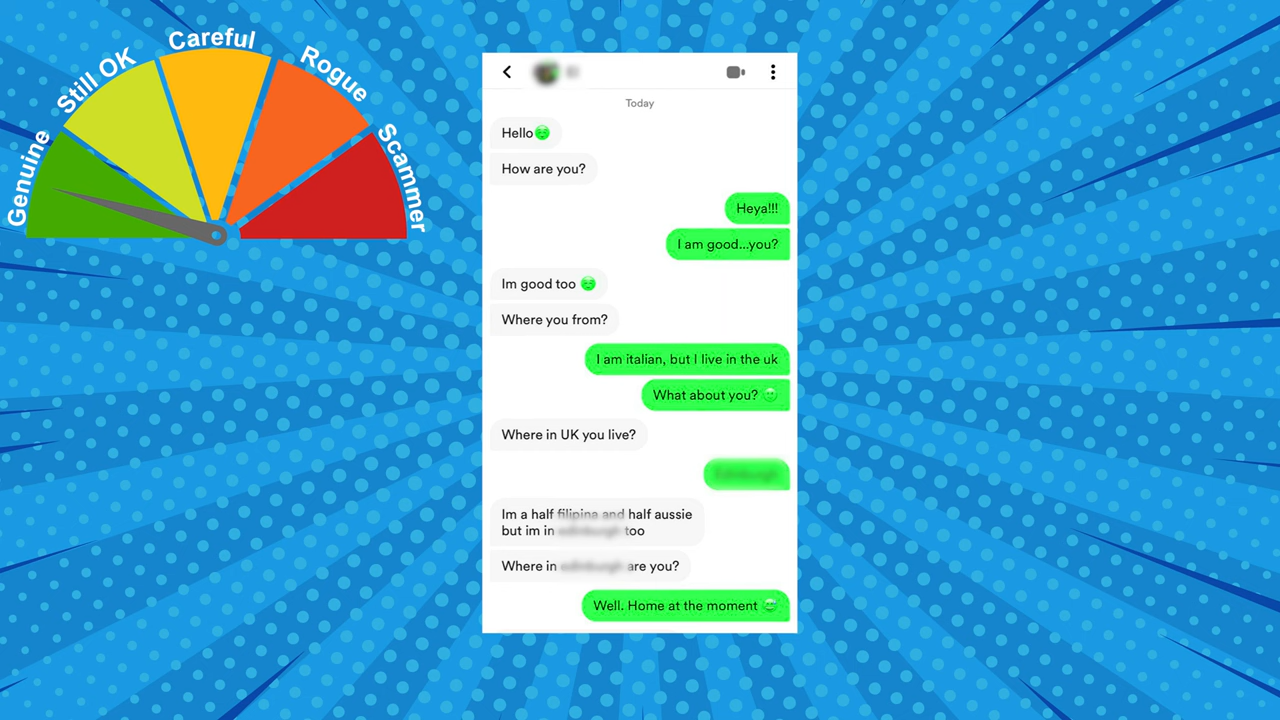 Genuine
Still OK
Careful
Rogue
Scammer
Today
Hello
How are you?
Heya!!!
I am good...you?
Im good too
Where you from?
I am italian, but I live in the uk
What about you?
Where in UK you live?
Im a half filipina and half aussie
but im in too
Where in are you?
Well. Home at the moment